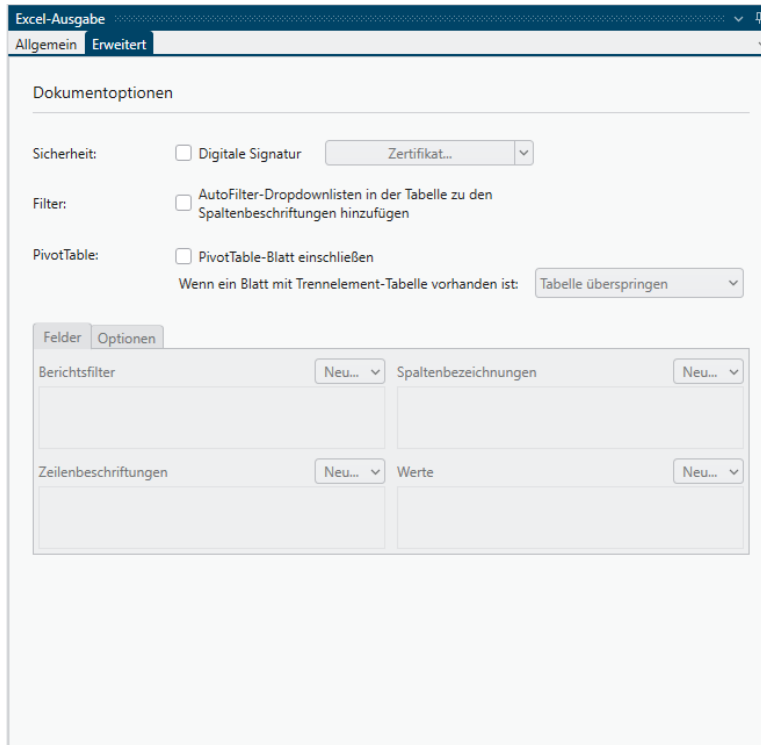 Excel-Ausgabe
Allgemein Erweitert
Dokumentoptionen
Sicherheit: Digitale Signatur Zertifikat...
Filter: AutoFilter-Dropdownlisten in der Tabelle zu den
Spaltenbeschriftungen hinzufügen
PivotTable: PivotTable-Blatt einschließen
Wenn ein Blatt mit Trennelement-Tabelle vorhanden ist: Tabelle überspringen
Felder Optionen
Berichtsfilter Neu... Spaltenbezeichnungen Neu...
Zeilenbeschriftungen Neu... Werte Neu...